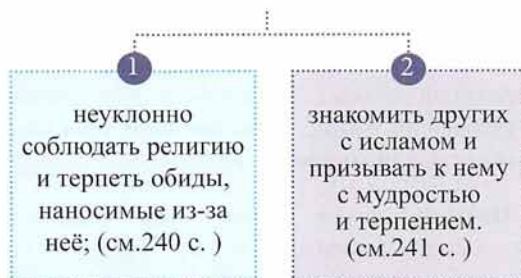 1
неуклонно
соблюдать религию
и терпеть обиды,
наносимые из-за
неё; (см.240 с. )
2
знакомить других
с исламом и
призывать к нему
с мудростью
и терпением.
(см.241 с. )